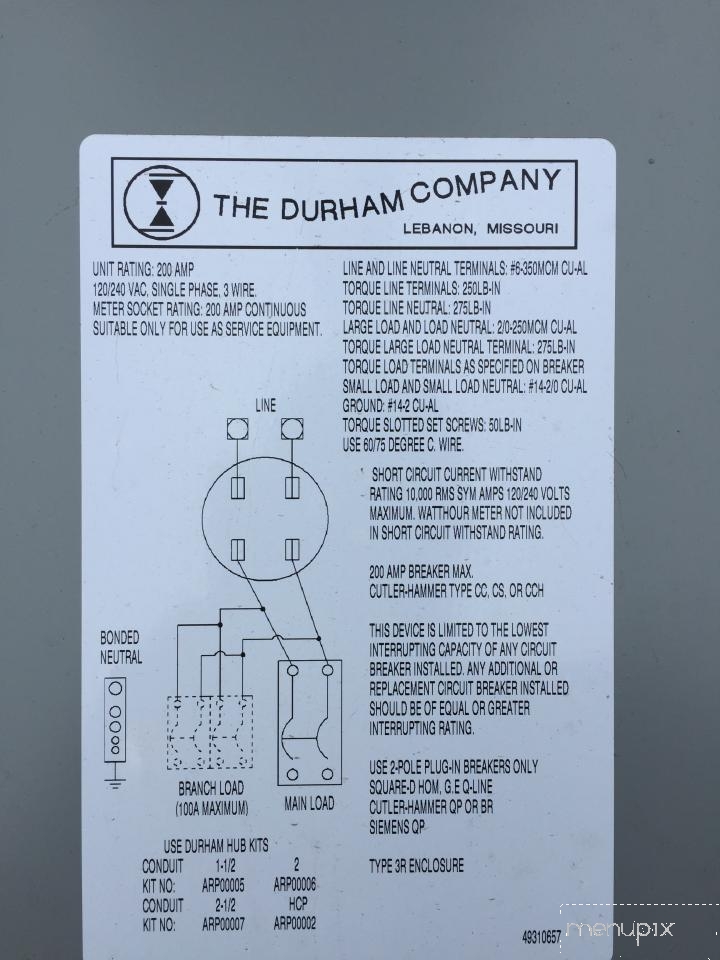 THE DURHAM COMPANY
LEBANON, MISSOURI
UNIT RATING: 200 AMP
120/240 VAC, SINGLE PHASE, 3 WIRE.
METER SOCKET RATING: 200 AMP CONTINUOUS
SUITABLE ONLY FOR USE AS SERVICE EQUIPMENT.
LINE AND LINE NEUTRAL TERMINALS: #6-350MCM CU-AL
TORQUE LINE TERMINALS: 250LB-IN
TORQUE LINE NEUTRAL: 275LB-IN
LARGE LOAD AND LOAD NEUTRAL: 2/0-250MCM CU-AL
TORQUE LARGE LOAD NEUTRAL TERMINAL: 275LB-IN
TORQUE LOAD TERMINALS AS SPECIFIED ON BREAKER
SMALL LOAD AND SMALL LOAD NEUTRAL: #14-2/0 CU-AL
GROUND: #14-2 CU-AL
TORQUE SLOTTED SET SCREWS: 50LB-IN
USE 60/75 DEGREE C. WIRE.
SHORT CIRCUIT CURRENT WITHSTAND
RATING 10,000 RMS SYM AMPS 120/240 VOLTS
MAXIMUM. WATTHOUR METER NOT INCLUDED
IN SHORT CIRCUIT WITHSTAND RATING.
200 AMP BREAKER MAX.
CUTLER-HAMMER TYPE CC, CS, OR CCH
THIS DEVICE IS LIMITED TO THE LOWEST
INTERRUPTING CAPACITY OF ANY CIRCUIT
BREAKER INSTALLED. ANY ADDITIONAL OR
REPLACEMENT CIRCUIT BREAKER INSTALLED
SHOULD BE OF EQUAL OR GREATER
INTERRUPTING RATING.
USE 2-POLE PLUG-IN BREAKERS ONLY
SQUARE-D HOM, G.E Q-LINE
CUTLER-HAMMER QP OR BR
SIEMENS QP
TYPE 3R ENCLOSURE
LINE
BONDED
NEUTRAL
BRANCH LOAD
(100A MAXIMUM)
MAIN LOAD
USE DURHAM HUB KITS
CONDUIT 1-1/2 2
KIT NO: ARP00005 ARP00006
CONDUIT 2-1/2 HCP
KIT NO: ARP00007 ARP00002
49310657
menupix